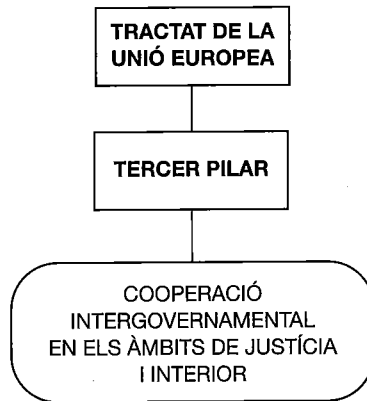 TRACTAT DE LA
UNIÓ EUROPEA
TERCER PILAR
COOPERACIÓ
INTERGOVERNAMENTAL
EN ELS ÀMBITS DE JUSTÍCIA
I INTERIOR